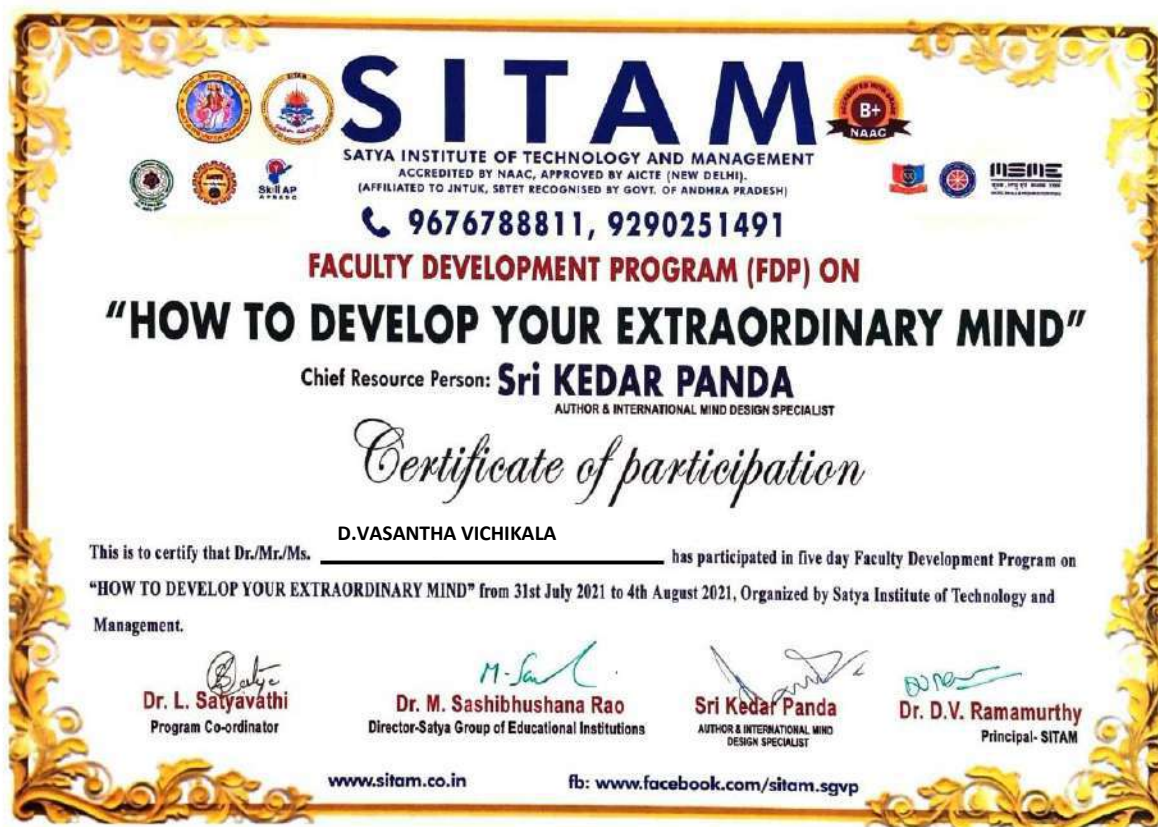 SITAM
B+
NAAC
SATYA INSTITUTE OF TECHNOLOGY AND MANAGEMENT
ACCREDITED BY NAAC, APPROVED BY AICTE (NEW DELHI).
(AFFILIATED TO JNTUK, SBTET RECOGNISED BY GOVT. OF ANDHRA PRADESH)
Skill AP
msme
9676788811, 9290251491
FACULTY DEVELOPMENT PROGRAM (FDP) ON
"HOW TO DEVELOP YOUR EXTRAORDINARY MIND"
Chief Resource Person: Sri KEDAR PANDA
AUTHOR & INTERNATIONAL MIND DESIGN SPECIALIST
Certificate of participation
D.VASANTHA VICHIKALA
This is to certify that Dr./Mr./Ms. has participated in five day Faculty Development Program on
"HOW TO DEVELOP YOUR EXTRAORDINARY MIND" from 31st July 2021 to 4th August 2021, Organized by Satya Institute of Technology and
Management.
Dr. L. Satyavathi
Program Co-ordinator
Dr. M. Sashibhushana Rao
Director-Satya Group of Educational Institutions
Sri Kedar Panda
AUTHOR & INTERNATIONAL MIND
DESIGN SPECIALIST
Dr. D.V. Ramamurthy
Principal- SITAM
www.sitam.co.in fb: www.facebook.com/sitam.sgvp